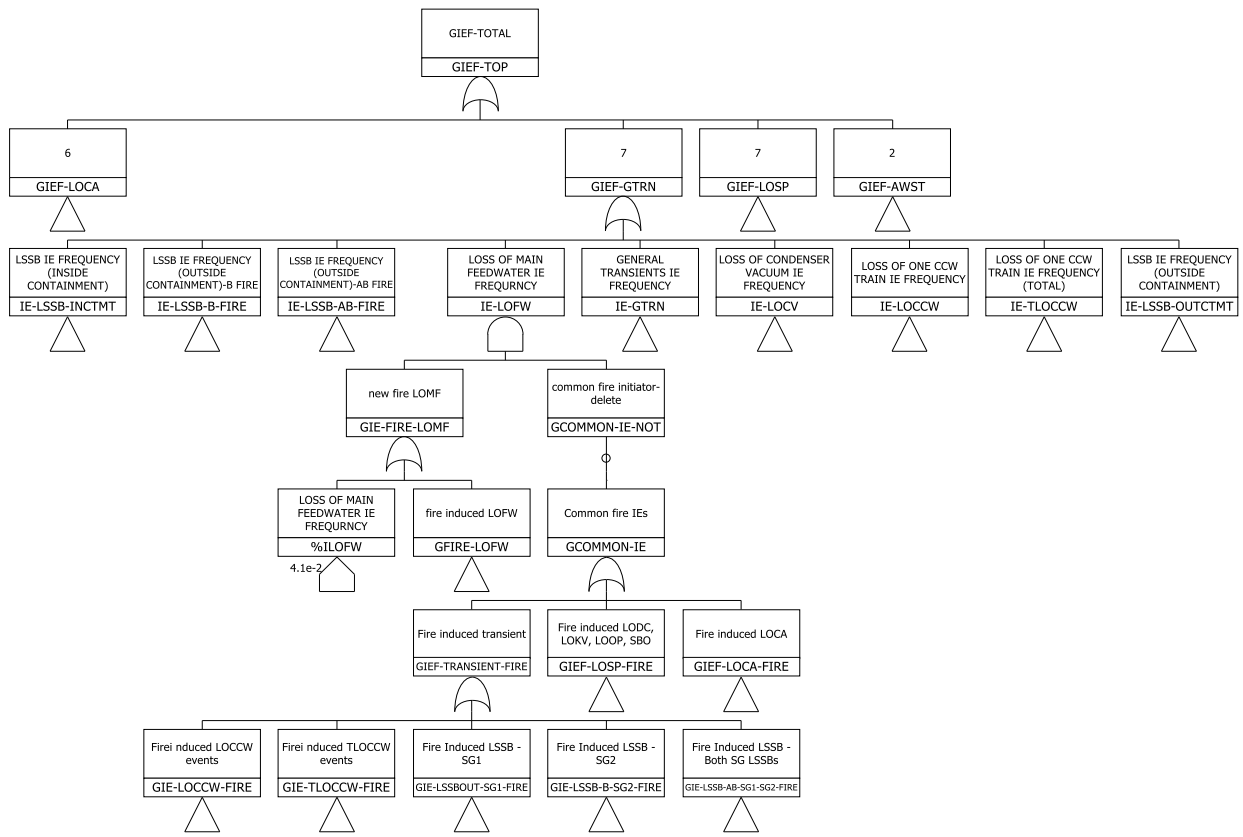 GIEF-TOTAL
GIEF-TOP
6
GIEF-LOCA
7
GIEF-GTRN
7
GIEF-LOSP
2
GIEF-AWST
LSSB IE FREQUENCY
(INSIDE
CONTAINMENT)
IE-LSSB-INCTMT
LSSB IE FREQUENCY
(OUTSIDE
CONTAINMENT)-B FIRE
IE-LSSB-B-FIRE
LSSB IE FREQUENCY
(OUTSIDE
CONTAINMENT)-AB FIRE
IE-LSSB-AB-FIRE
LOSS OF MAIN
FEEDWATER IE
FREQURNCY
IE-LOFW
GENERAL
TRANSIENTS IE
FREQUENCY
IE-GTRN
LOSS OF CONDENSER
VACUUM IE
FREQUENCY
IE-LOCV
LOSS OF ONE CCW
TRAIN IE FREQUENCY
IE-LOCCW
LOSS OF ONE CCW
TRAIN IE FREQUENCY
(TOTAL)
IE-TLOCCW
LSSB IE FREQUENCY
(OUTSIDE
CONTAINMENT)
IE-LSSB-OUTCTMT
new fire LOMF
GIE-FIRE-LOMF
common fire initiator-
delete
GCOMMON-IE-NOT
LOSS OF MAIN
FEEDWATER IE
FREQURNCY
%ILOFW
4.1e-2
fire induced LOFW
GFIRE-LOFW
Common fire IEs
GCOMMON-IE
Fire induced transient
GIEF-TRANSIENT-FIRE
Fire induced LODC,
LOKV, LOOP, SBO
GIEF-LOSP-FIRE
Fire induced LOCA
GIEF-LOCA-FIRE
Firei nduced LOCCW
events
GIE-LOCCW-FIRE
Firei nduced TLOCCW
events
GIE-TLOCCW-FIRE
Fire Induced LSSB -
SG1
GIE-LSSBOUT-SG1-FIRE
Fire Induced LSSB -
SG2
GIE-LSSB-B-SG2-FIRE
Fire Induced LSSB -
Both SG LSSBs
GIE-LSSB-AB-SG1-SG2-FIRE